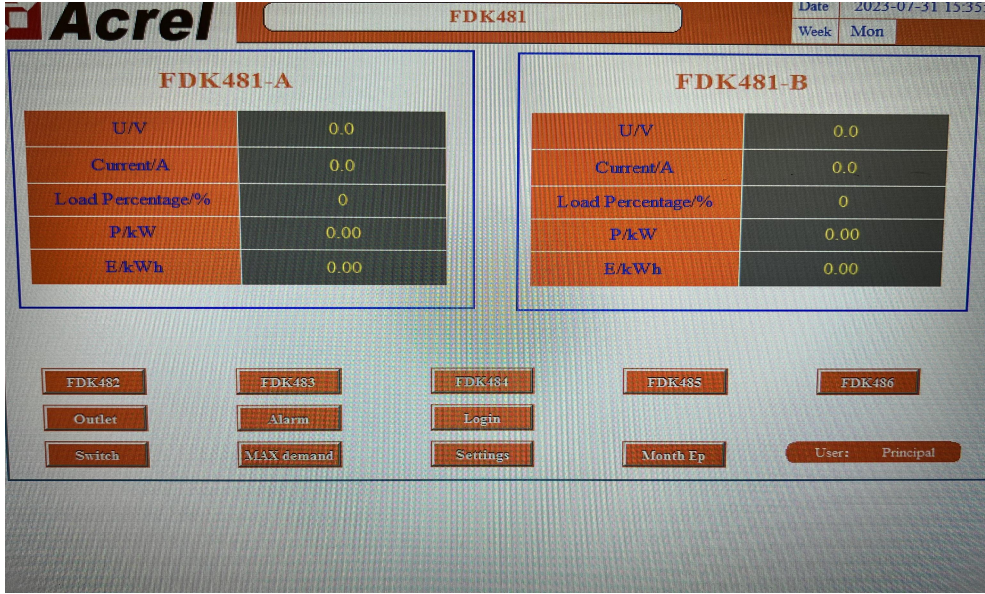 Acrel
FDK481
Date 2023-07-31 15:35
Week Mon
FDK481-A
U/V 0.0
Current/A 0.0
Load Percentage/% 0
P/kW 0.00
E/kWh 0.00
FDK481-B
U/V 0.0
Current/A 0.0
Load Percentage/% 0
P/kW 0.00
E/kWh 0.00
FDK482 FDK483 FDK484 FDK485 FDK486
Outlet Alarm Login
Switch MAX demand Settings Month Ep User: Principal